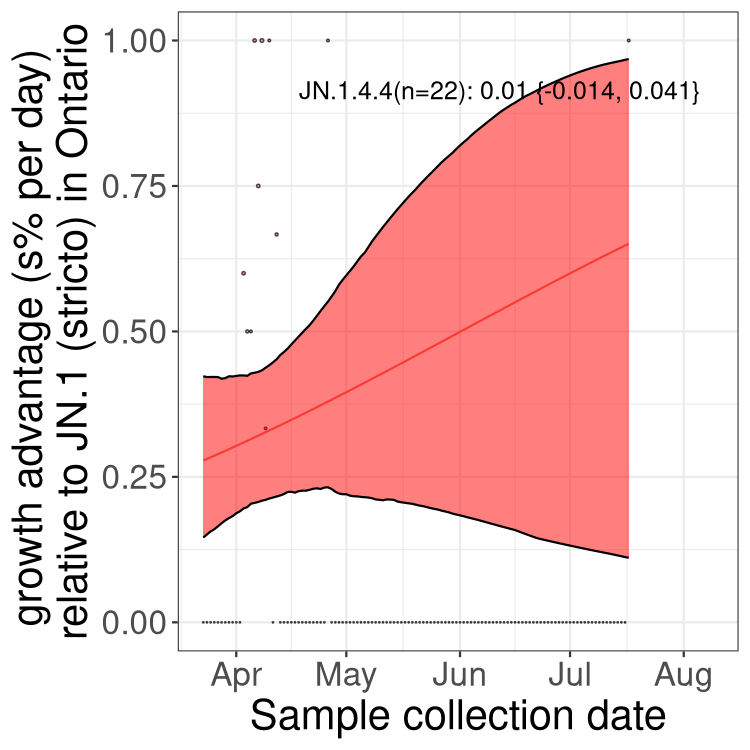 growth advantage (s% per day)
relative to JN.1 (stricto) in Ontario
1.00
0.75
0.50
0.25
0.00
JN.1.4.4(n=22): 0.01 {-0.014, 0.041}
Apr May Jun Jul Aug
Sample collection date